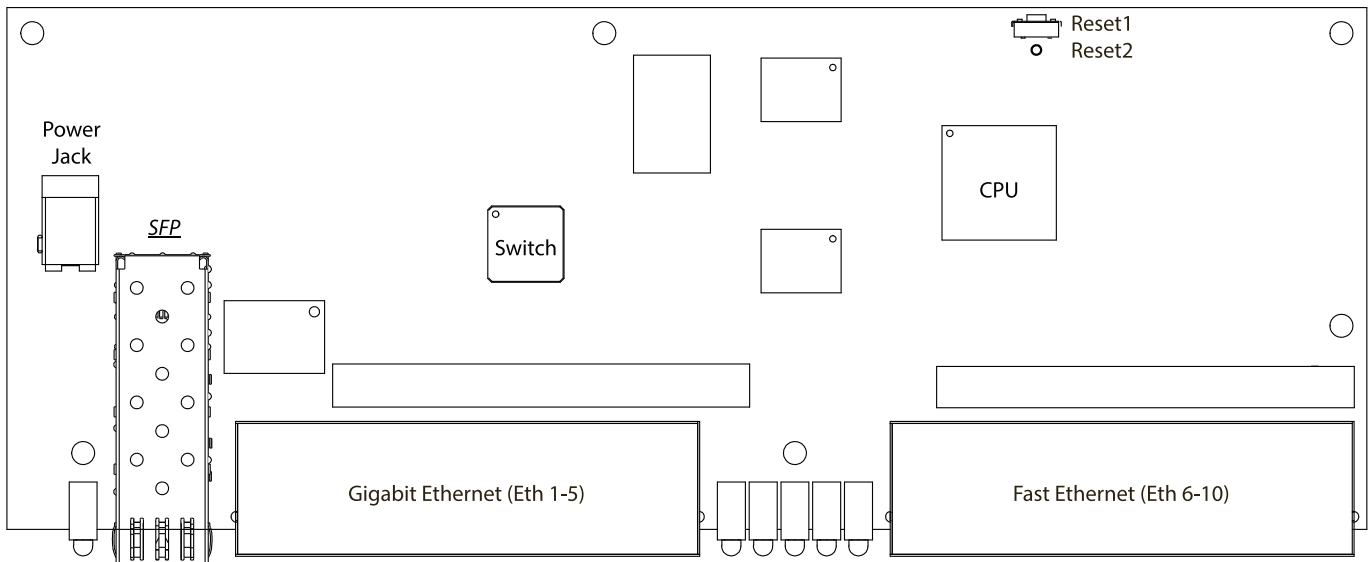 Reset1
Reset2
Power
Jack
SFP
CPU
Switch
Gigabit Ethernet (Eth 1-5)
Fast Ethernet (Eth 6-10)